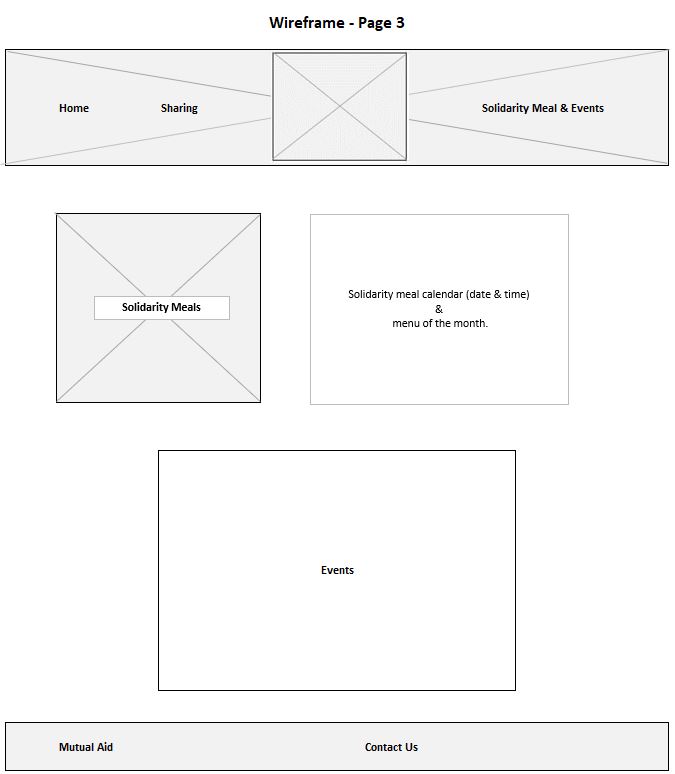 Wireframe - Page 3
Home
Sharing
Solidarity Meal & Events
Solidarity Meals
Solidarity meal calendar (date & time)
&
menu of the month.
Events
Mutual Aid
Contact Us